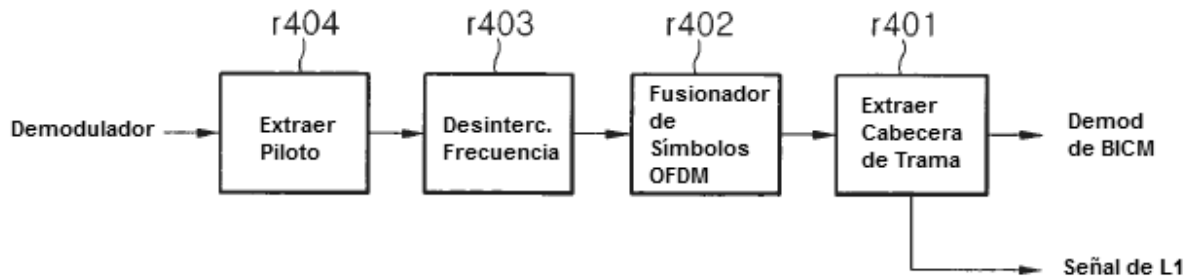 r404
r403
r402
r401
Demodulador
Extraer
Piloto
Desinterc.
Frecuencia
Fusionador
de
Símbolos
OFDM
Extraer
Cabecera
de Trama
Demod
de BICM
Señal de L1